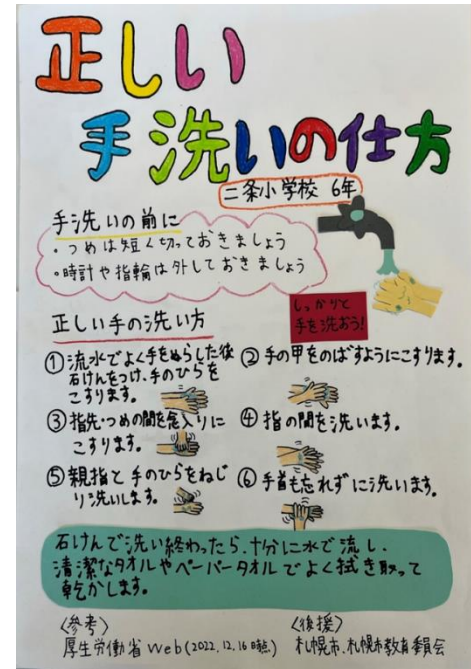 正しい
手洗いの仕方
二条小学校 6年
手洗いの前に
・つめは短く切っておきましょう
・時計や指輪は外しておきましょう
しっかりと
手を洗おう!
正しい手の洗い方
①流水でよく手をぬらした後
石けんをつけ、手のひらを
こすります。
②手の甲をのばすようにこすります。
③指先・つめの間を念入りに
こすります。
④指の間を洗います。
⑤親指と手のひらをねじ
り洗いします。
⑥手首も忘れずに洗います。
石けんで洗い終わったら、十分に水で流し、
清潔なタオルやペーパータオルでよく拭き取って
乾かします。
〈参考〉
厚生労働省 Web(2022.12.16時点)
〈後援〉
札幌市、札幌市教育委員会